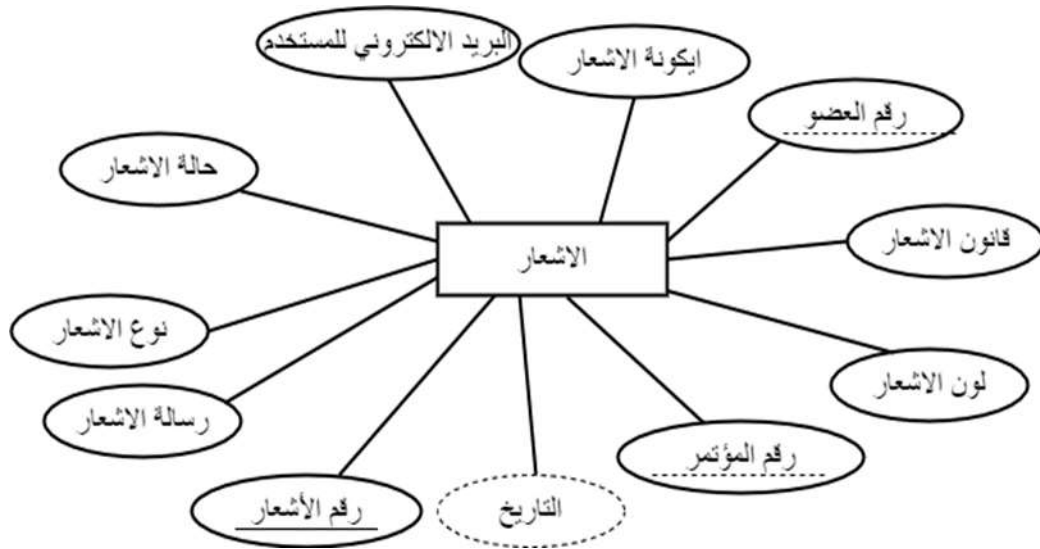 البريد الالكتروني للمستخدم
ايكونة الاشعار
رقم العضو
حالة الاشعار
قانون الاشعار
الاشعار
نوع الاشعار
لون الاشعار
رسالة الاشعار
رقم المؤتمر
رقم الأشعار
التاريخ